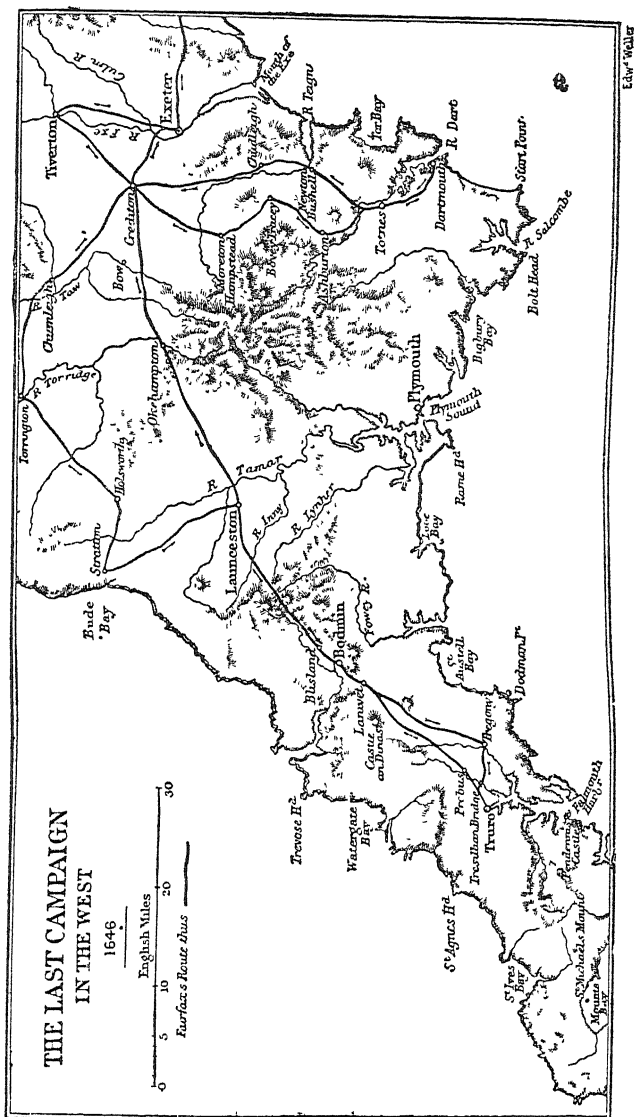 THE LAST CAMPAIGN
IN THE WEST
1646
English Miles
0 5 10 20 30
Fairfax's Route thus
Tiverton
Culm R
Exeter
R Exe
Mouth of
the Exe
Crediton
Chudleigh
R Teign
Newton
Bushell
Tor Bay
Totnes
R Dart
Dartmouth
Start Point
R Salcombe
Bolt Head
Chumleigh
R Taw
Bow
Moreton
Hampstead
Bovey Tracey
Ashburton
Bigbury
Bay
Torrington
R Torridge
Okehampton
Plymouth
Plymouth
Sound
Holsworthy
Stratton
R Tamar
Launceston
R Inny
R Lynher
Rame Hd
Looe
Bay
Bude
Bay
Blisland
Bodmin
Fowey R.
Lanivet
St
Austell
Bay
Castle
an Dinas
Dodman Pt
Tregony
Probus
Tresilhan Bridge
Truro
Trevose Hd.
Watergate
Bay
Falmouth
Harbr
Pendennis
Castle
St Agnes Hd
St Ives
Bay
St Michaels Mount
Mounts
Bay
Edwd Weller